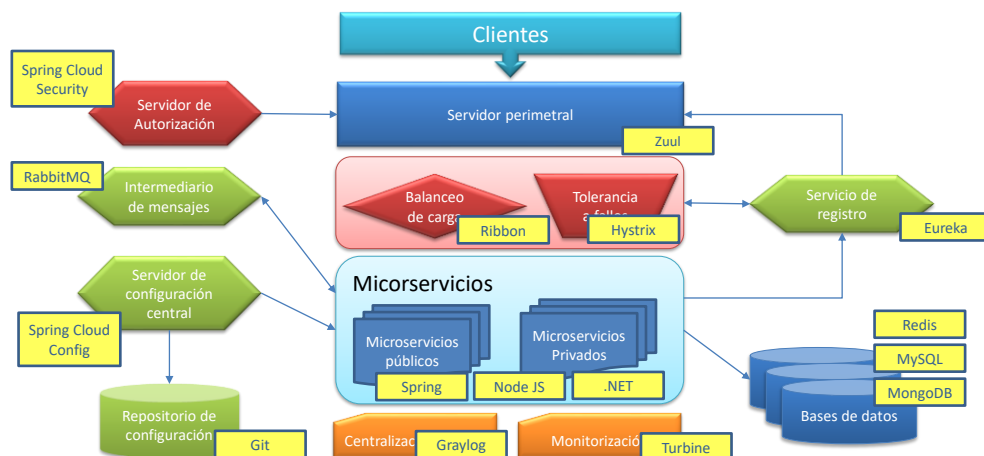 Clientes
Spring Cloud
Security
Servidor de
Autorización
Servidor perimetral
Zuul
RabbitMQ
Intermediario
de mensajes
Balanceo
de carga
Ribbon
Tolerancia
a fallos
Hystrix
Servicio de
registro
Eureka
Servidor de
configuración
central
Spring Cloud
Config
Micorservicios
Microservicios
públicos
Spring
Node JS
Microservicios
Privados
.NET
Redis
MySQL
MongoDB
Bases de datos
Repositorio de
configuración
Git
Graylog
Monitorización
Turbine